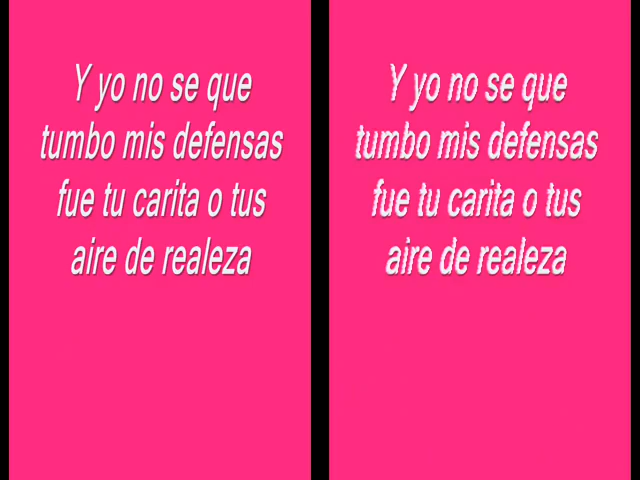 Y yo no se que
tumbo mis defensas
fue tu carita o tus
aire de realeza
Y yo no se que
tumbo mis defensas
fue tu carita o tus
aire de realeza